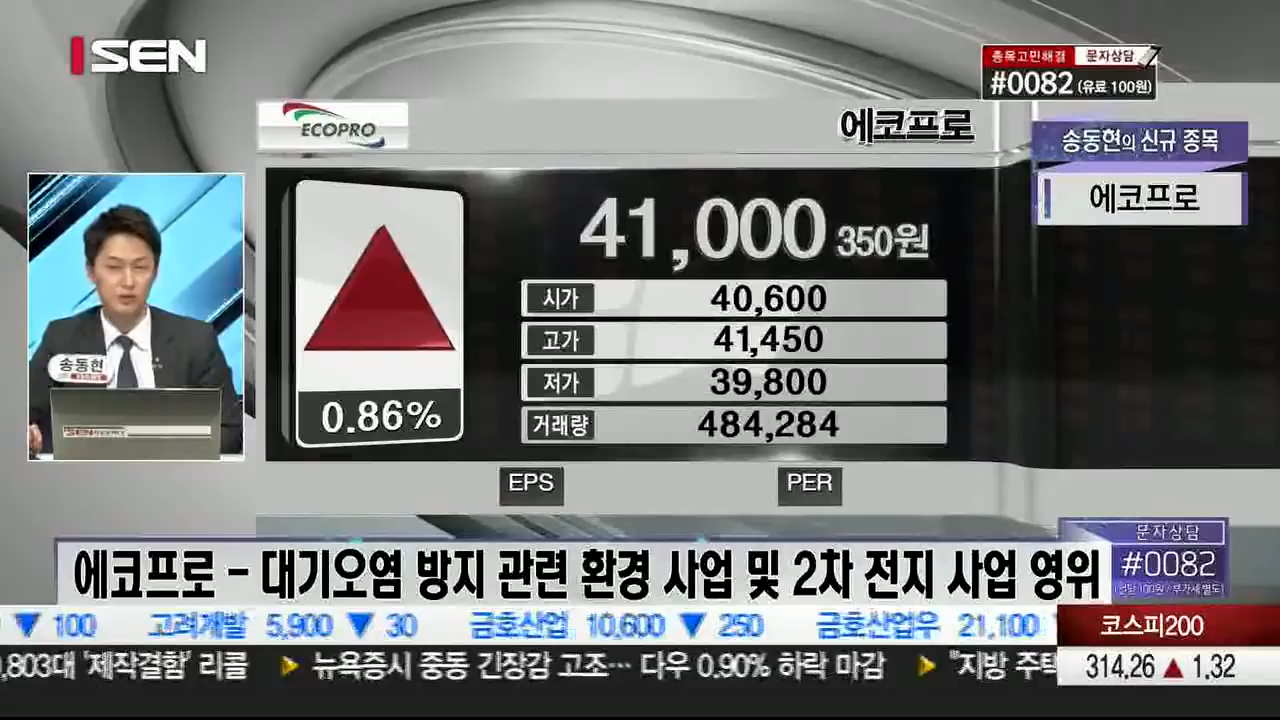 SEN
종목고민해결 문자상담
#0082 (유료 100원)
ECOPRO
에코프로
송동현의 신규 종목
에코프로
41,000 350원
시가 40,600
고가 41,450
저가 39,800
거래량 484,284
0.86%
송동현
EPS PER
문자상담
#0082
에코프로 - 대기오염 방지 관련 환경 사업 및 2차 전지 사업 영위
▼ 100 고려개발 5,900 ▼ 30 금호산업 10,600 ▼ 250 금호산업우 21,100
코스피200
,803대 '제작결함' 리콜 ▶ 뉴욕증시 중동 긴장감 고조… 다우 0.90% 하락 마감 ▶ "지방 주택
314.26 ▲ 1.32